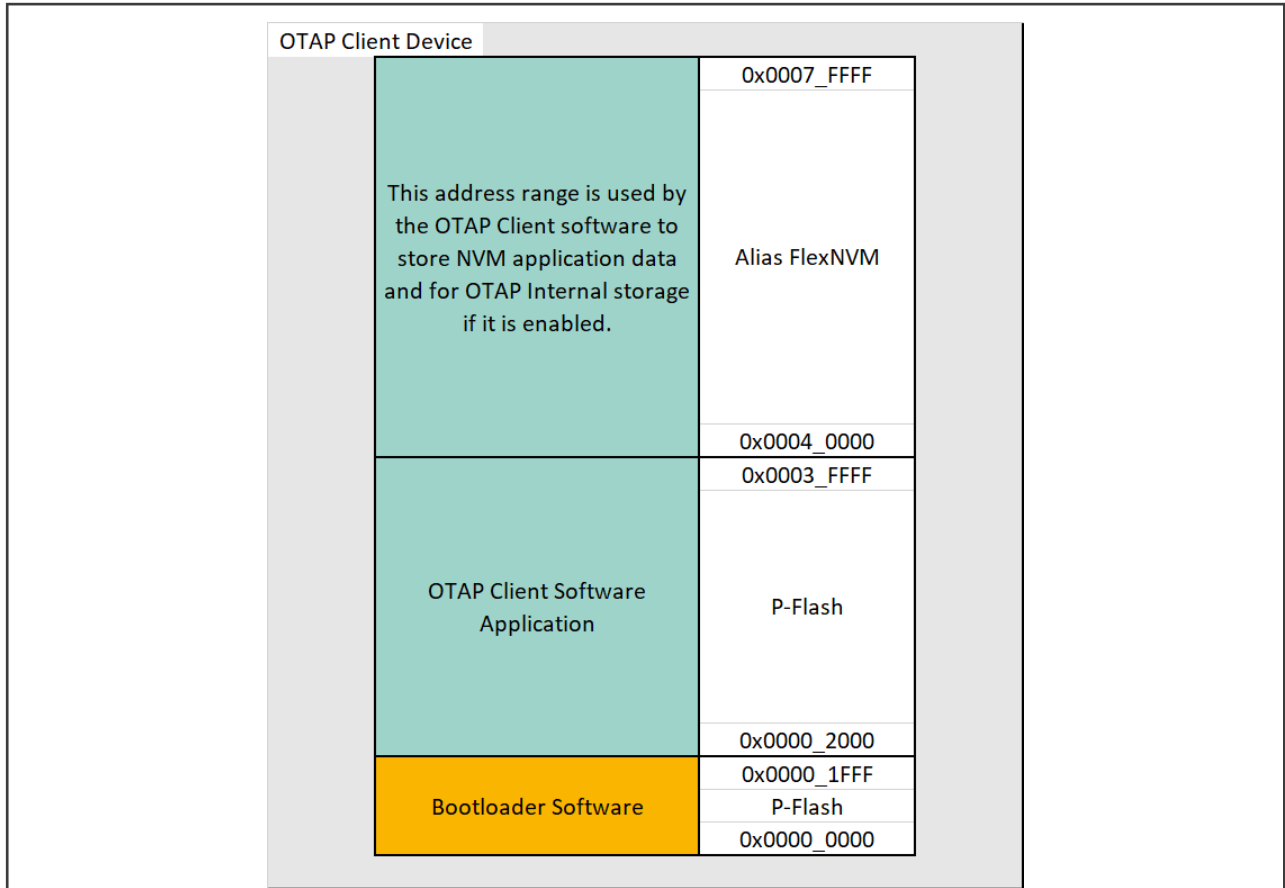 OTAP Client Device
0x0007_FFFF
This address range is used by
the OTAP Client software to
store NVM application data
and for OTAP Internal storage
if it is enabled.
Alias FlexNVM
0x0004_0000
0x0003_FFFF
OTAP Client Software
Application
P-Flash
0x0000_2000
0x0000_1FFF
Bootloader Software
P-Flash
0x0000_0000